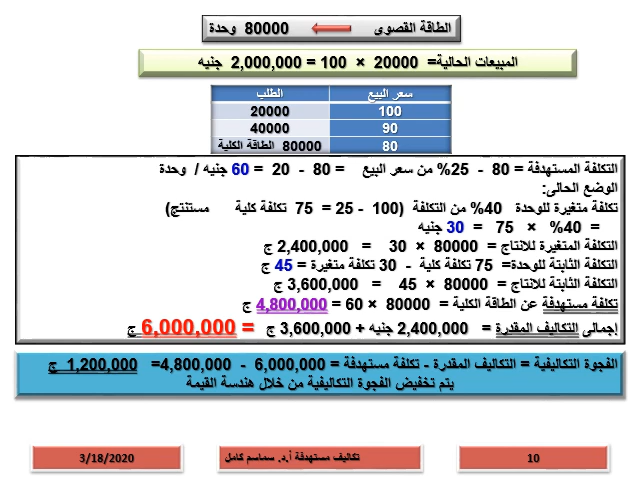 الطاقة القصوى ← 80000 وحدة
المبيعات الحالية= 20000 × 100 = 2,000,000 جنيه
سعر البيع الطلب
100 20000
90 40000
80 80000 الطاقة الكلية
التكلفة المستهدفة = 80 - 25% من سعر البيع = 80 - 20 = 60 جنيه / وحدة
الوضع الحالى:
تكلفة متغيرة للوحدة 40% من التكلفة (100 - 25 = 75 تكلفة كلية مستنتج)
= 40% × 75 = 30 جنيه
التكلفة المتغيرة للانتاج = 80000 × 30 = 2,400,000 ج
التكلفة الثابتة للوحدة= 75 تكلفة كلية - 30 تكلفة متغيرة = 45 ج
التكلفة الثابتة للانتاج = 80000 × 45 = 3,600,000 ج
تكلفة مستهدفة عن الطاقة الكلية = 80000 × 60 = 4,800,000 ج
إجمالى التكاليف المقدرة = 2,400,000 جنيه + 3,600,000 ج = 6,000,000 ج
الفجوة التكاليفية = التكاليف المقدرة - تكلفة مستهدفة = 6,000,000 - 4,800,000= 1,200,000 ج
يتم تخفيض الفجوة التكاليفية من خلال هندسة القيمة
10 تكاليف مستهدفة أ.د. سماسم كامل 3/18/2020